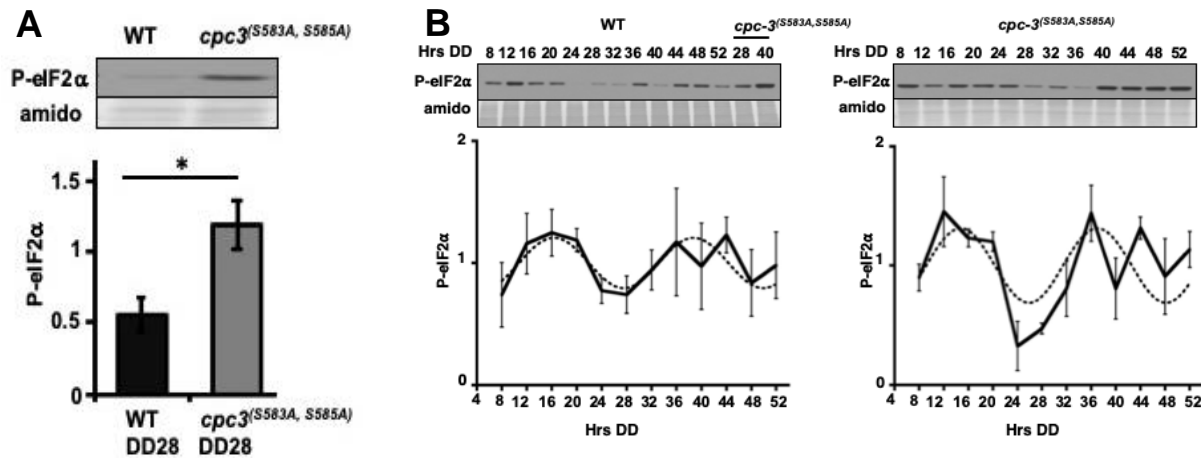 A
WT cpc3(S583A, S585A)
P-eIF2α
amido
P-eIF2α
1.5
*
1
0.5
0
WT cpc3(S583A, S585A)
DD28 DD28
B
WT cpc-3(S583A,S585A)
Hrs DD 8 12 16 20 24 28 32 36 40 44 48 52 28 40
P-eIF2α
amido
2
P-eIF2α
1
0
4 8 12 16 20 24 28 32 36 40 44 48 52
Hrs DD
cpc-3(S583A,S585A)
Hrs DD 8 12 16 20 24 28 32 36 40 44 48 52
P-eIF2α
amido
2
P-eIF2α
1
0
4 8 12 16 20 24 28 32 36 40 44 48 52
Hrs DD